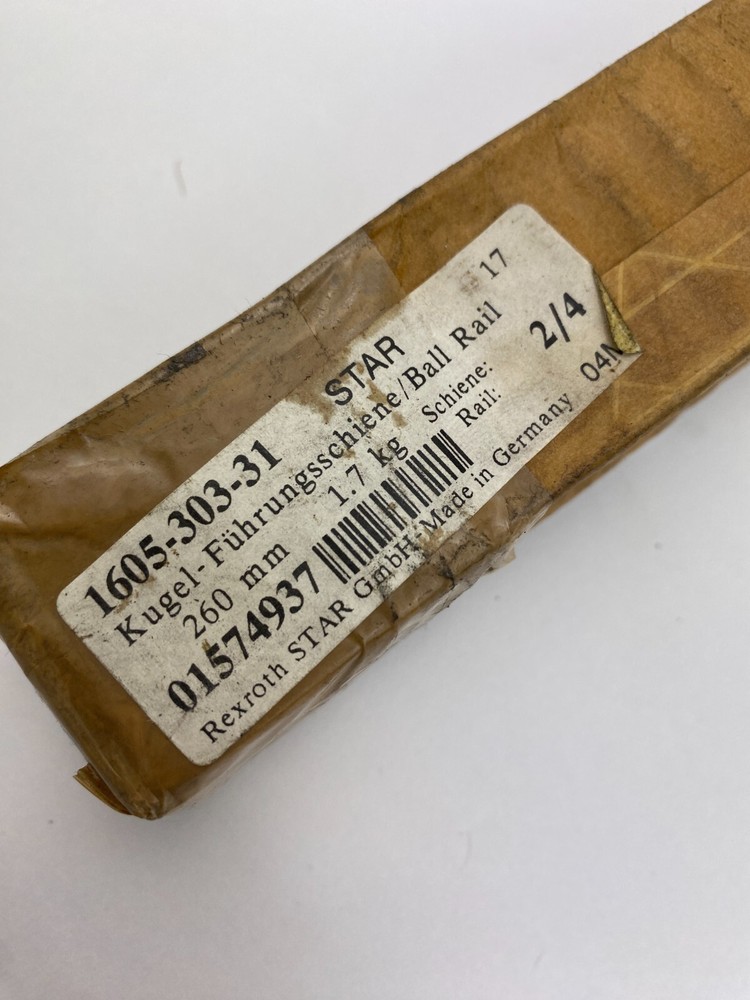 STAR 17
1605-303-31
Kugel-Führungsschiene/Ball Rail
260 mm 1.7 kg Schiene: 2/4
Rail:
01574937
Rexroth STAR GmbH·Made in Germany 04